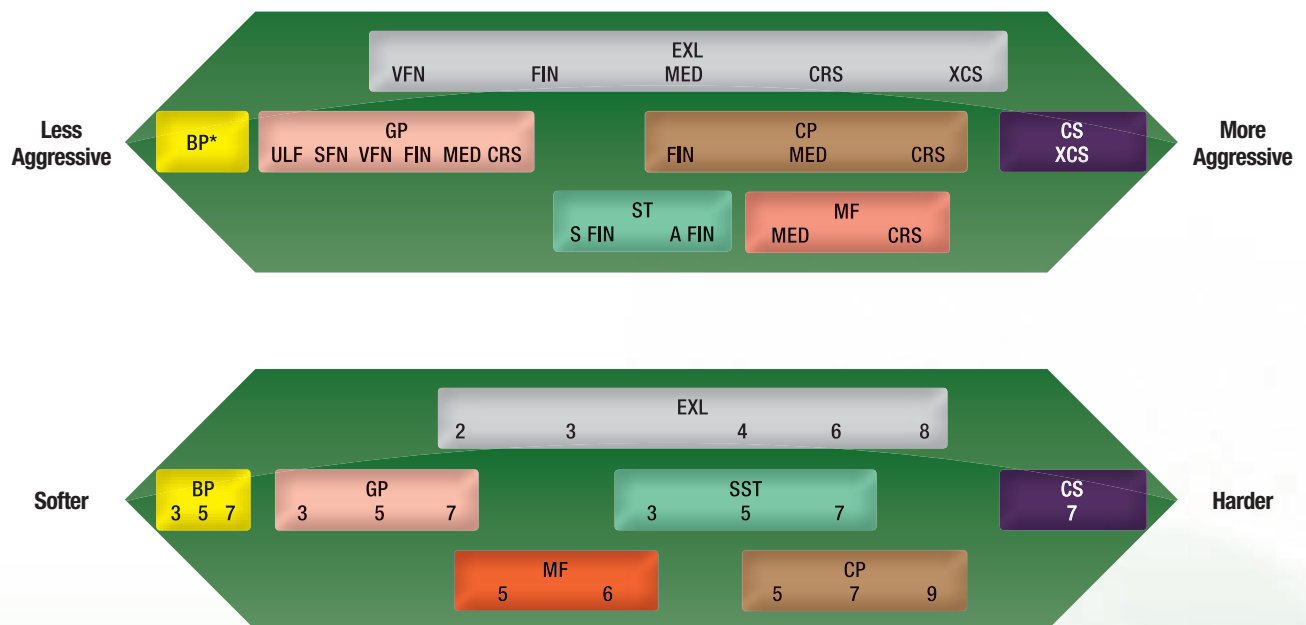 EXL
VFN FIN MED CRS XCS
Less
Aggressive
BP*
GP
ULF SFN VFN FIN MED CRS
CP
FIN MED CRS
CS
XCS
More
Aggressive
ST
S FIN A FIN
MF
MED CRS
EXL
2 3 4 6 8
Softer
BP
3 5 7
GP
3 5 7
SST
3 5 7
CS
7
Harder
MF
5 6
CP
5 7 9